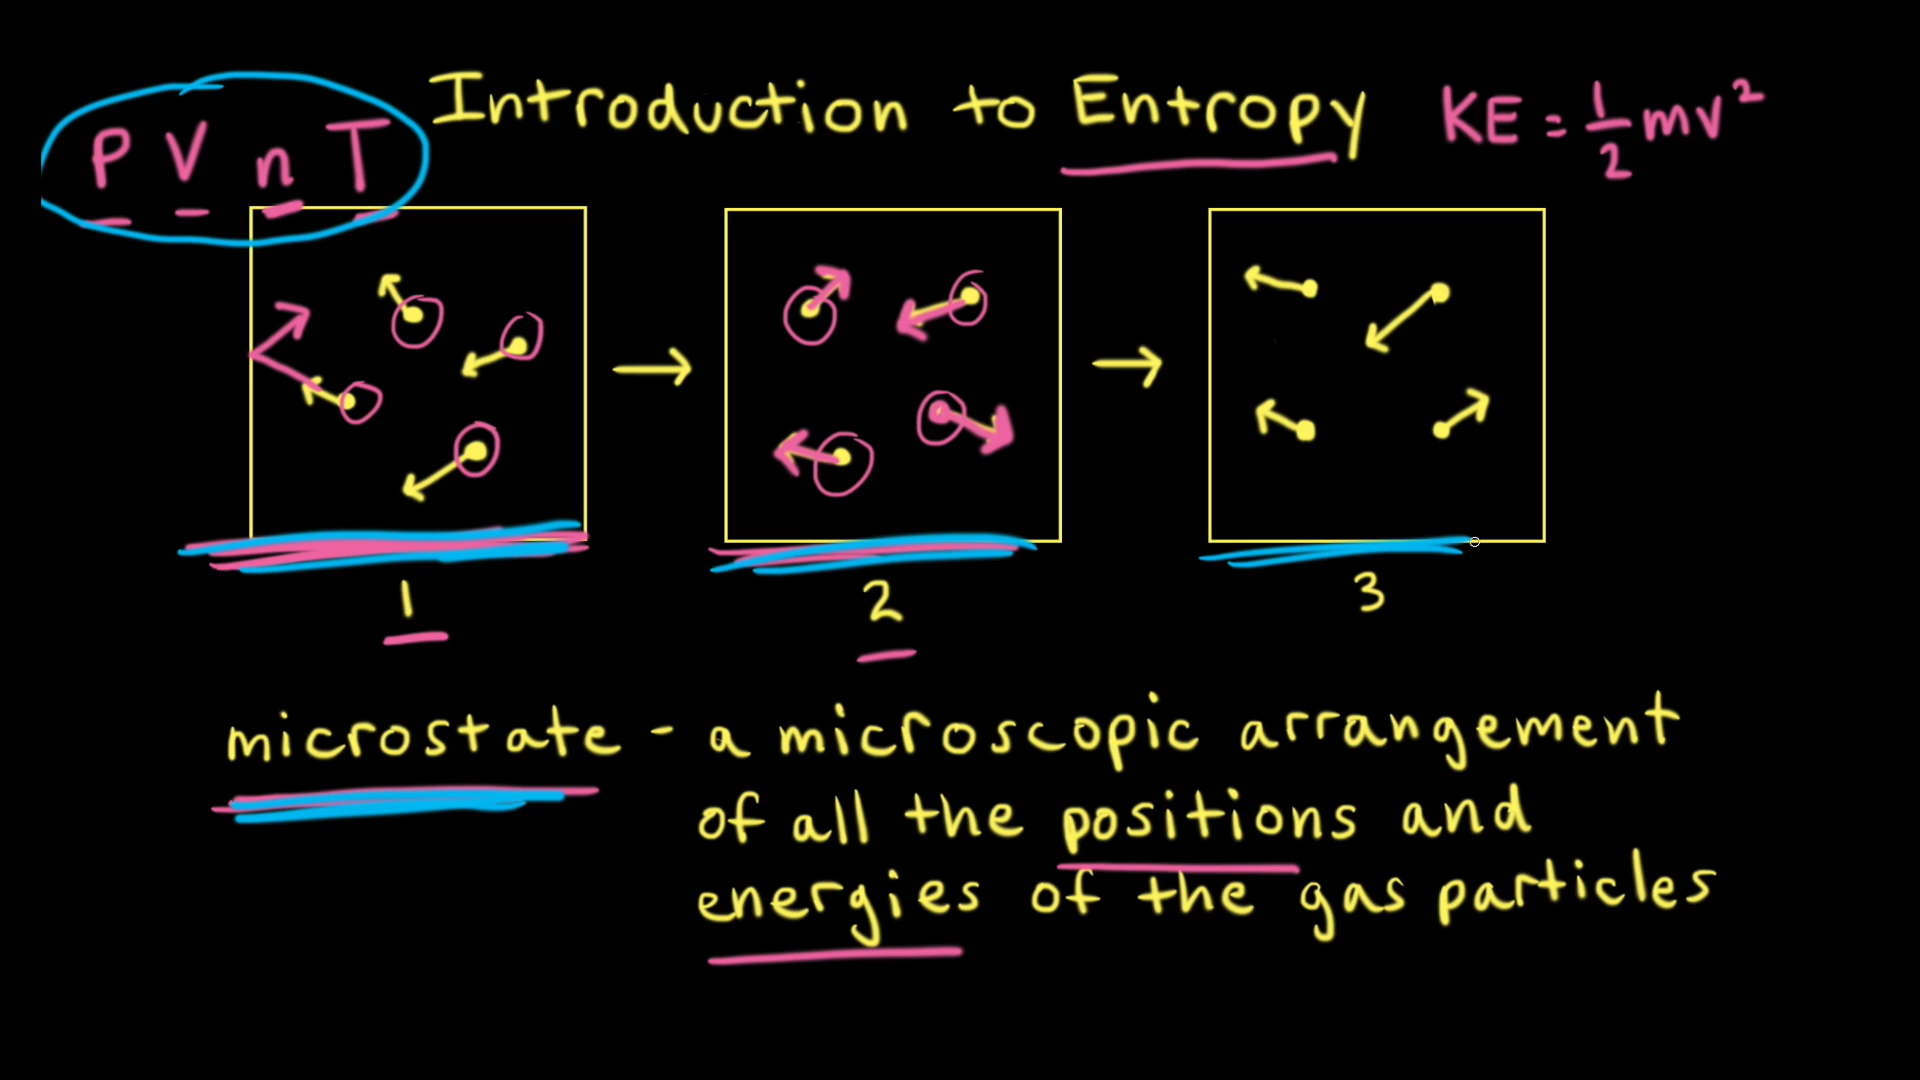 Introduction to Entropy
KE = 1/2 mv²
P V n T
1
2
3
microstate - a microscopic arrangement
of all the positions and
energies of the gas particles